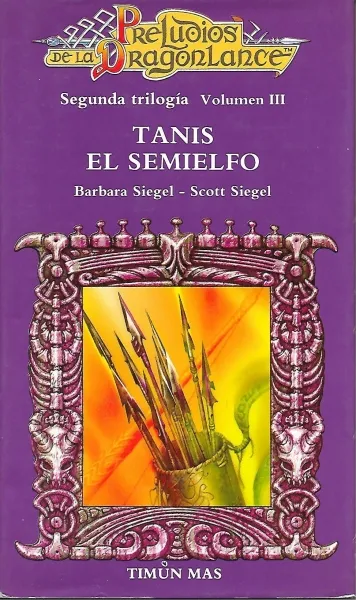 PRELUDIOS
DE LA DRAGONLANCE™
Segunda trilogía Volumen III
TANIS
EL SEMIELFO
Barbara Siegel - Scott Siegel
TIMUN MAS